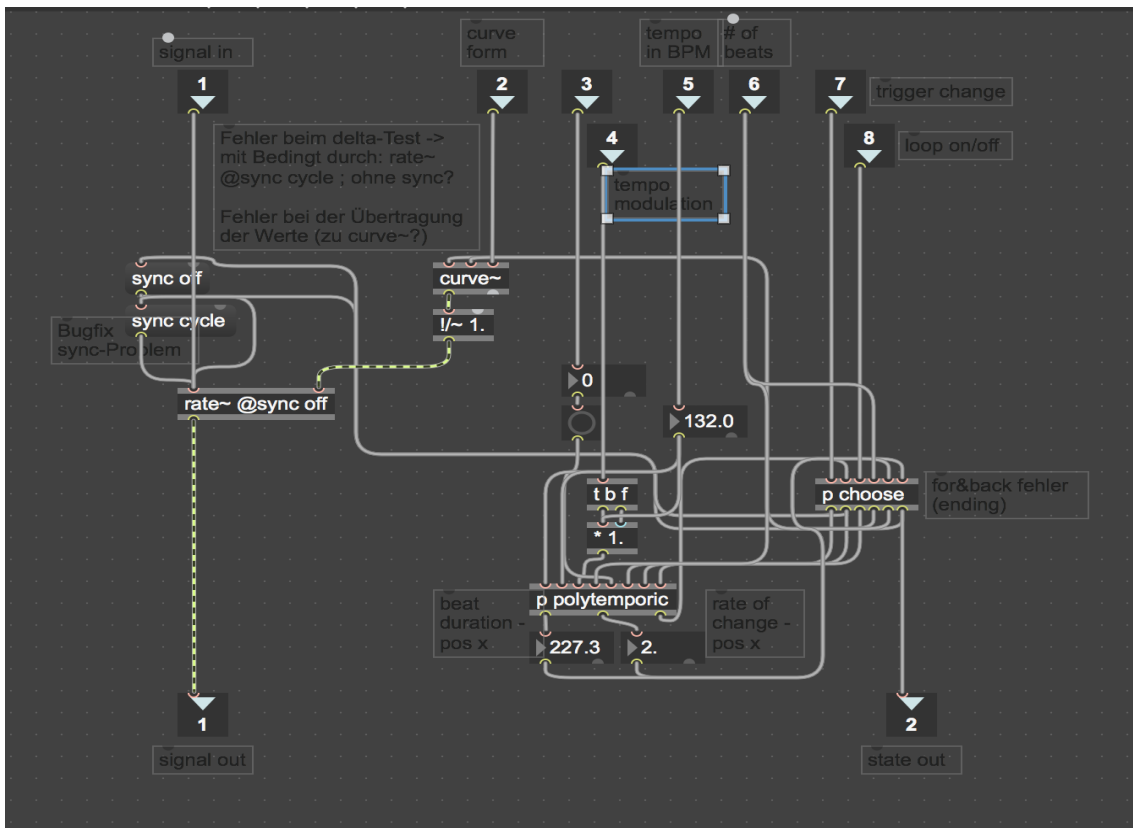 signal in
curve
form
tempo
in BPM
# of
beats
1
2
3
5
6
7
trigger change
4
8
loop on/off
Fehler beim delta-Test ->
mit Bedingt durch: rate~
@sync cycle ; ohne sync?
Fehler bei der Übertragung
der Werte (zu curve~?)
tempo
modulation
sync off
curve~
sync cycle
!/~ 1.
Bugfix
sync-Problem
0
rate~ @sync off
132.0
t b f
p choose
for&back fehler
(ending)
* 1.
p polytemporic
beat
duration -
pos x
rate of
change -
pos x
227.3
2.
1
2
signal out
state out